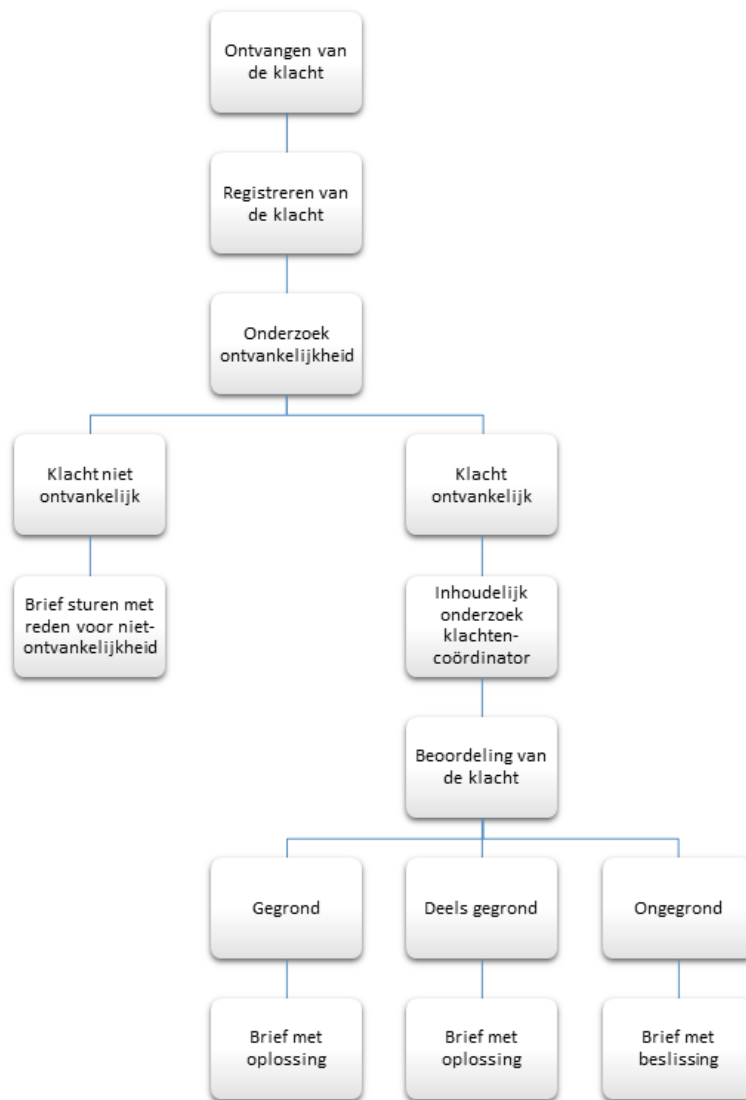 Ontvangen van
de klacht
Registreren van
de klacht
Onderzoek
ontvankelijkheid
Klacht niet
ontvankelijk
Klacht
ontvankelijk
Brief sturen met
reden voor niet-
ontvankelijkheid
Inhoudelijk
onderzoek
klachten-
coördinator
Beoordeling van
de klacht
Gegrond
Deels gegrond
Ongegrond
Brief met
oplossing
Brief met
oplossing
Brief met
beslissing